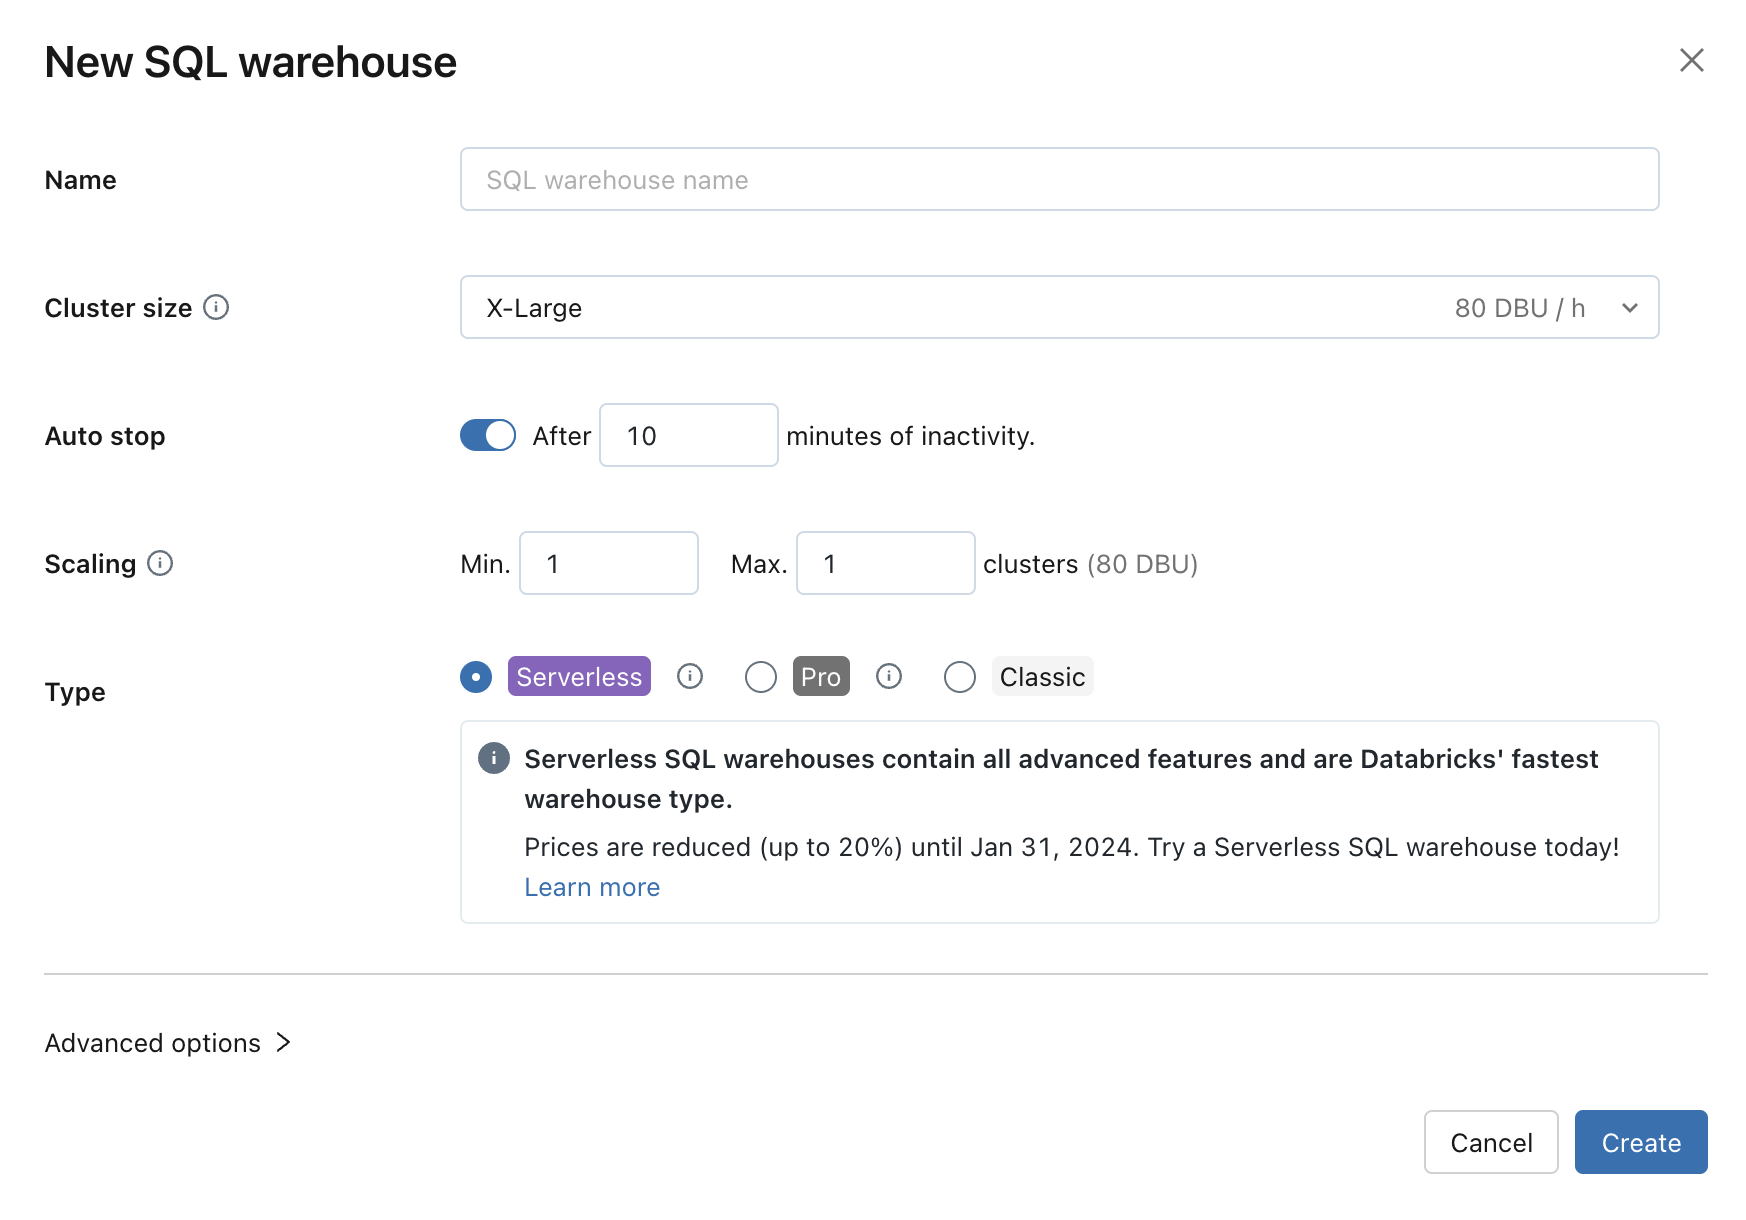 New SQL warehouse
Name
SQL warehouse name
Cluster size
X-Large 80 DBU / h
Auto stop
After 10 minutes of inactivity.
Scaling
Min. 1 Max. 1 clusters (80 DBU)
Type
Serverless Pro Classic
Serverless SQL warehouses contain all advanced features and are Databricks' fastest
warehouse type.
Prices are reduced (up to 20%) until Jan 31, 2024. Try a Serverless SQL warehouse today!
Learn more
Advanced options
Cancel Create